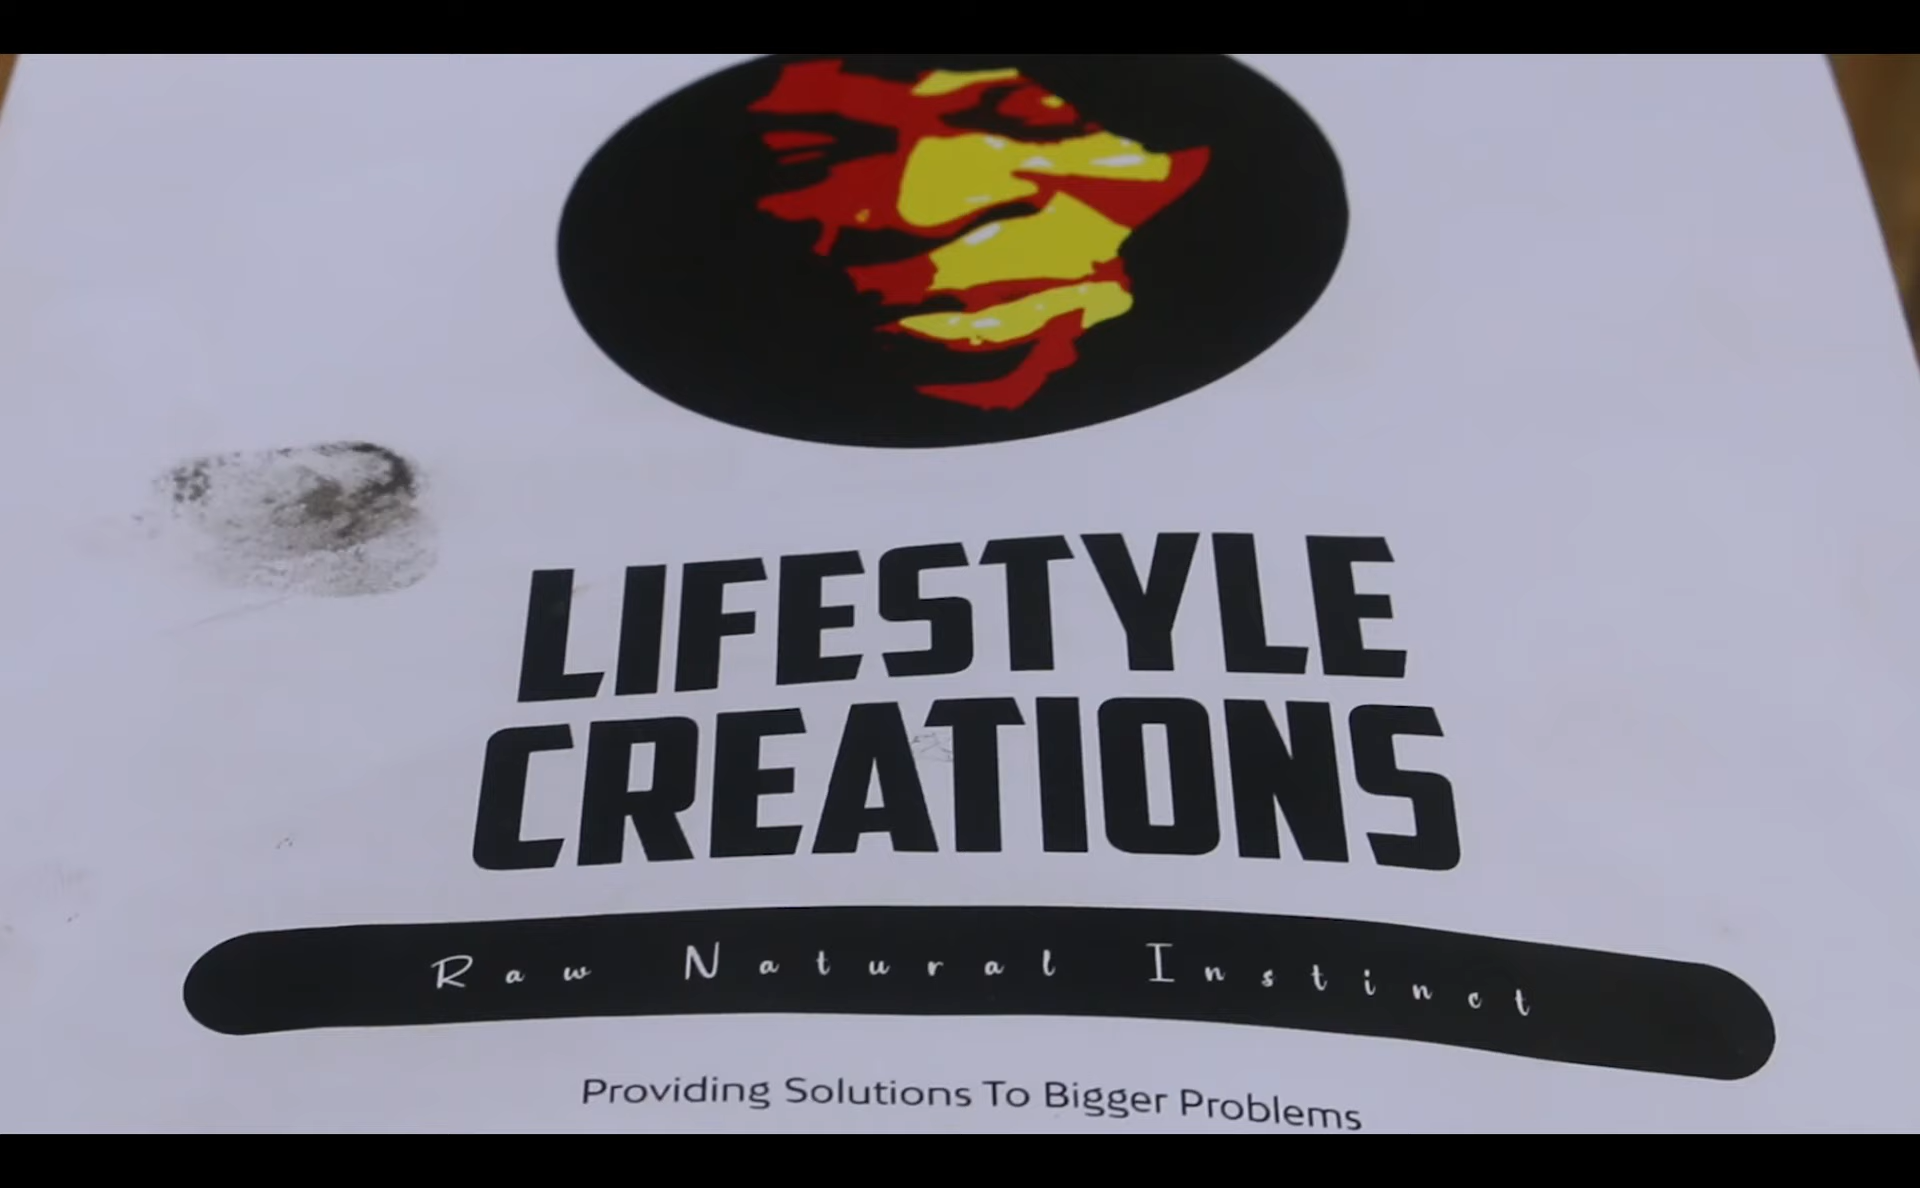 LIFESTYLE
CREATIONS
Raw Natural Instinct
Providing Solutions To Bigger Problems